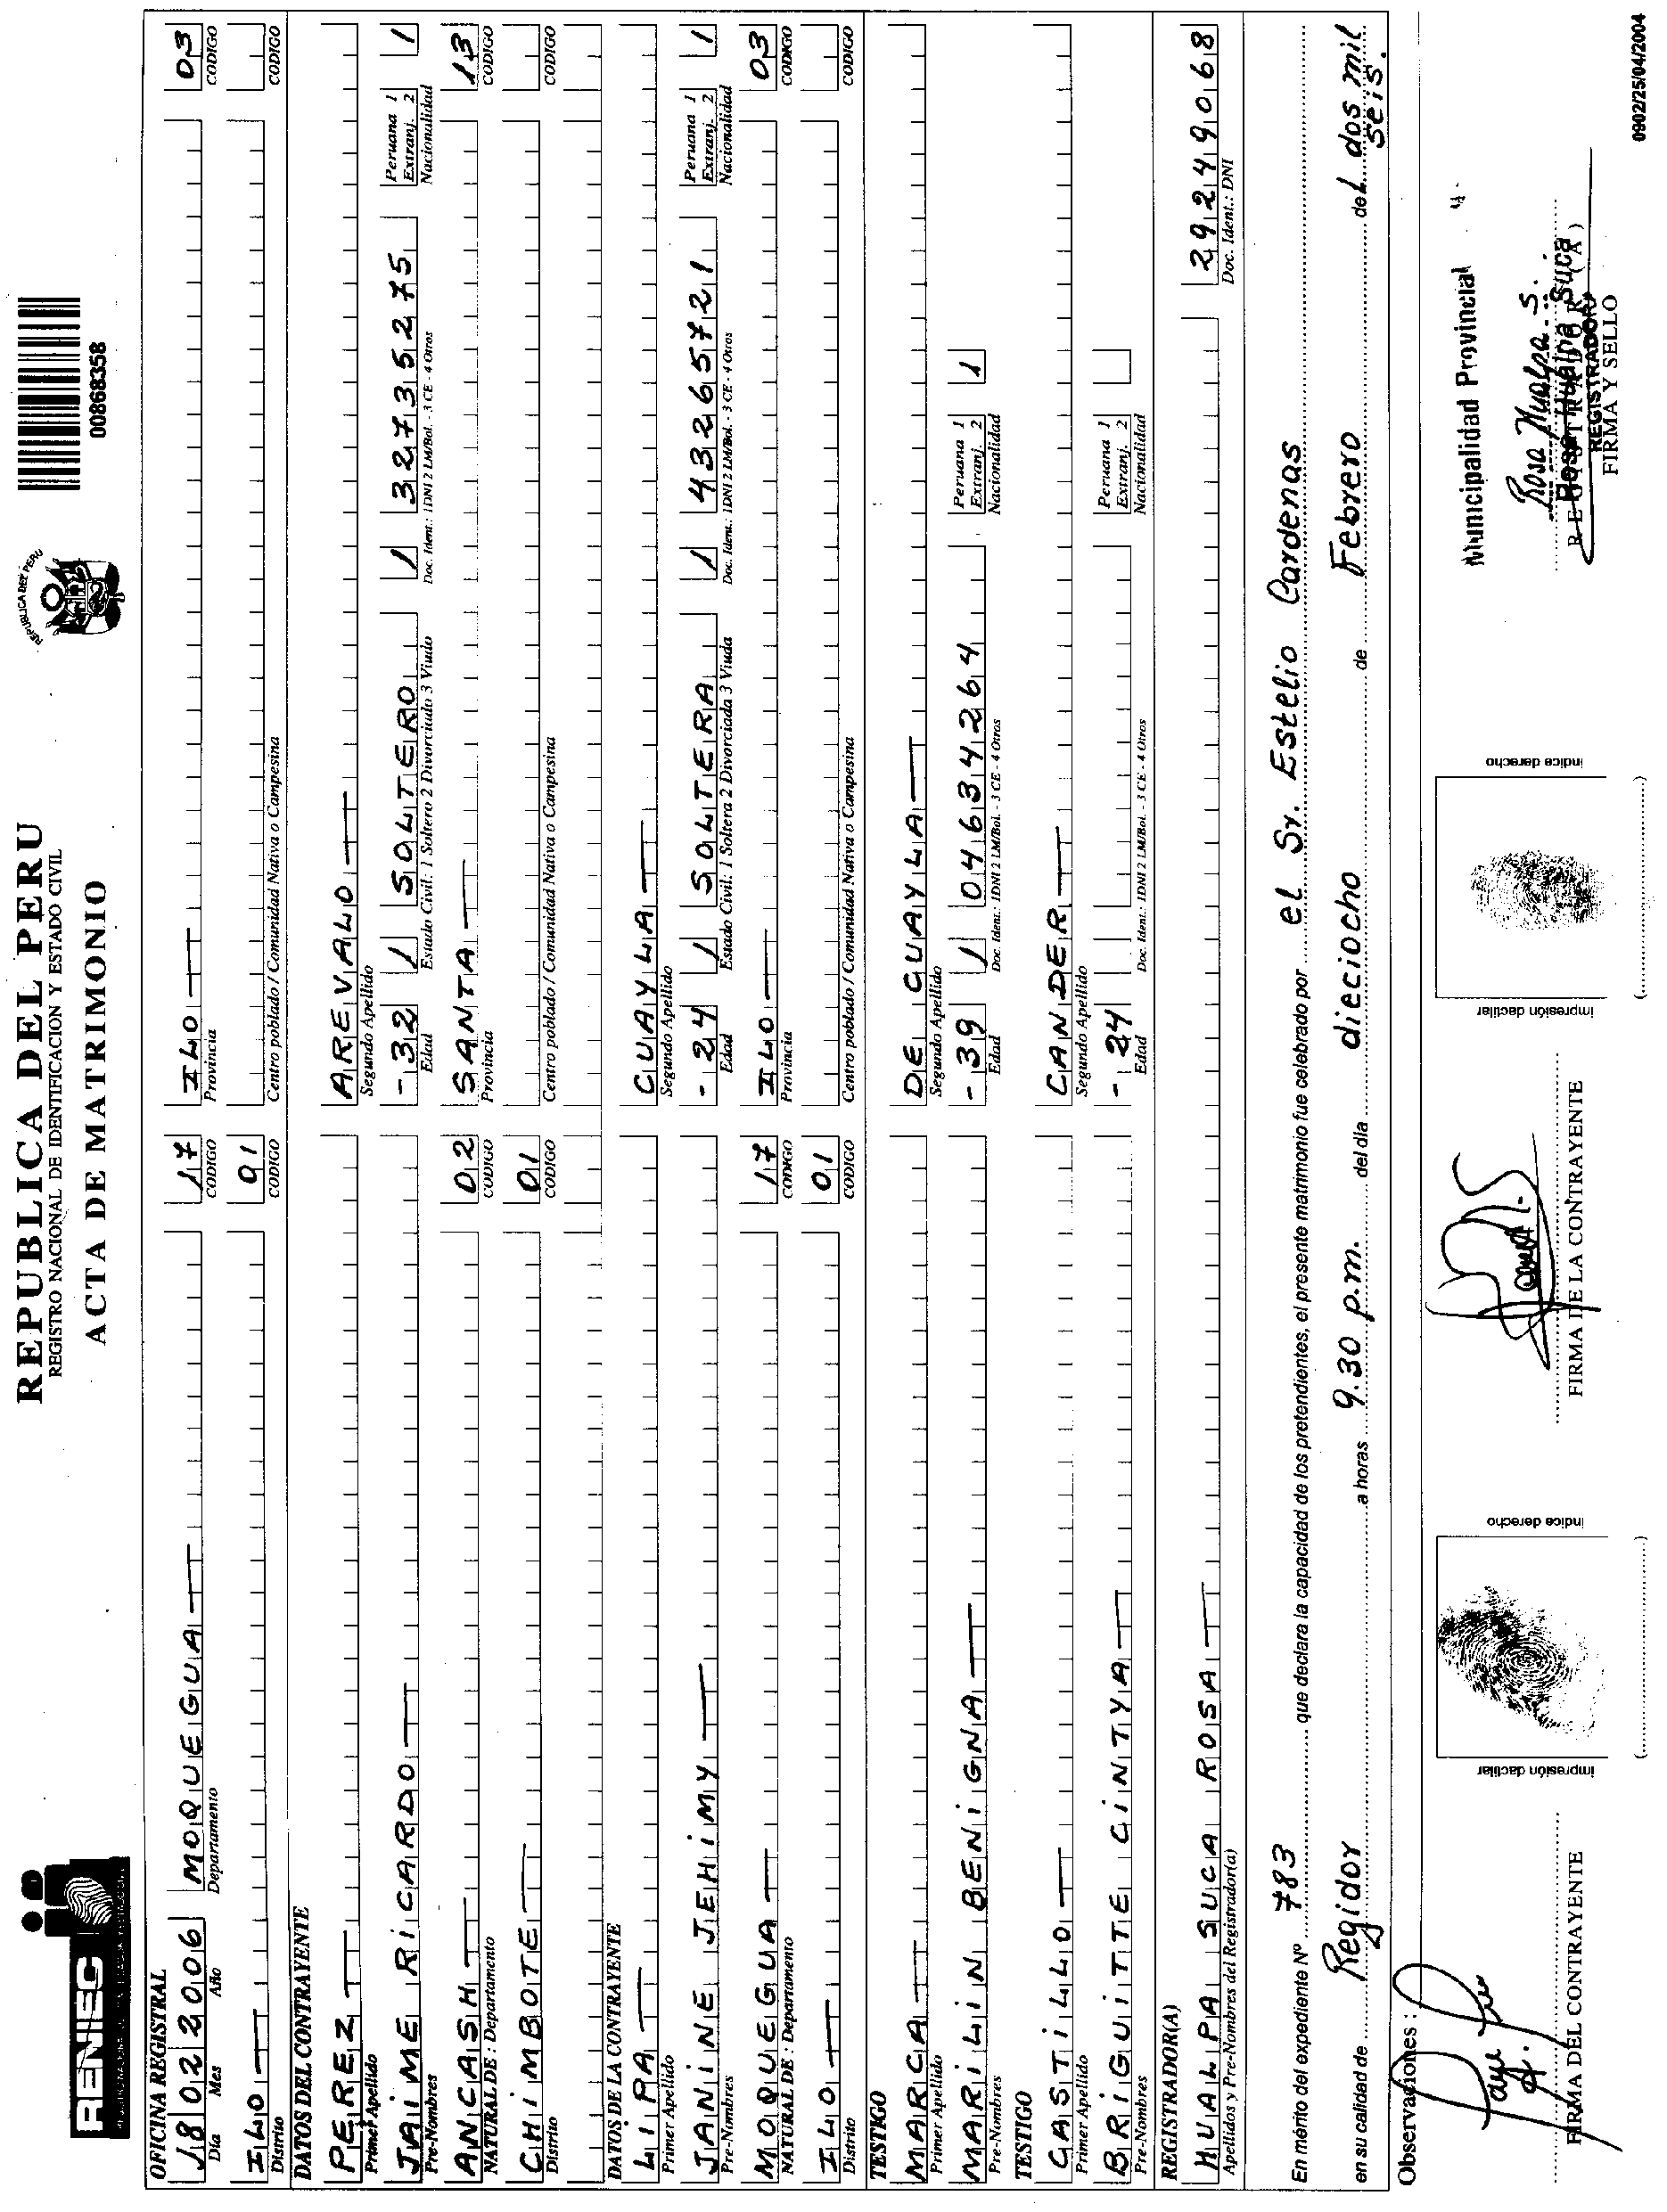 RENIEC
REPUBLICA DEL PERU
REGISTRO NACIONAL DE IDENTIFICACION Y ESTADO CIVIL
ACTA DE MATRIMONIO
REPUBLICA DEL PERU
00868358
OFICINA REGISTRAL
18 02 2006 MOQUEGUA 17 ILO 03
Día Mes Año Departamento CODIGO Provincia CODIGO
ILO 01
Distrito CODIGO Centro poblado / Comunidad Nativa o Campesina CODIGO
DATOS DEL CONTRAYENTE
PEREZ AREVALO
Primer Apellido Segundo Apellido
JAIME RICARDO -32 1 SOLTERO 1 32735275 Peruana 1 Extranj. 2 1
Pre-Nombres Edad Estado Civil: 1 Soltero 2 Divorciado 3 Viudo Doc. Ident.: 1DNI 2 LM/Bol. - 3 CE - 4 Otros Nacionalidad
ANCASH 02 SANTA 13
NATURAL DE : Departamento CODIGO Provincia CODIGO
CHIMBOTE 01
Distrito CODIGO Centro poblado / Comunidad Nativa o Campesina CODIGO
DATOS DE LA CONTRAYENTE
LIPA CUAYLA
Primer Apellido Segundo Apellido
JANINE JEHIMY -24 1 SOLTERA 1 43265721 Peruana 1 Extranj. 2 1
Pre-Nombres Edad Estado Civil: 1 Soltera 2 Divorciada 3 Viuda Doc. Ident.: 1DNI 2 LM/Bol. - 3 CE - 4 Otros Nacionalidad
MOQUEGUA 17 ILO 03
NATURAL DE : Departamento CODIGO Provincia CODIGO
ILO 01
Distrito CODIGO Centro poblado / Comunidad Nativa o Campesina CODIGO
TESTIGO
MARCA DE CUAYLA
Primer Apellido Segundo Apellido
MARILIN BENIGNA -39 1 04634264 Peruana 1 Extranj. 2 1
Pre-Nombres Edad Doc. Ident.: 1DNI 2 LM/Bol. - 3 CE - 4 Otros Nacionalidad
TESTIGO
CASTILLO CANDER
Primer Apellido Segundo Apellido
BRIGUITTE CINTYA -24 Peruana 1 Extranj. 2
Pre-Nombres Edad Doc. Ident.: 1DNI 2 LM/Bol. - 3 CE - 4 Otros Nacionalidad
REGISTRADOR(A)
HUALPA SUCA ROSA 29249068
Apellidos y Pre-Nombres del Registrador(a) Doc. Ident.: DNI
En mérito del expediente Nº 783 que declara la capacidad de los pretendientes, el presente matrimonio fue celebrado por el Sr. Estelio Cardenas
en su calidad de Regidor a horas 9.30 p.m. del día dieciocho de Febrero del dos mil
seis.
Observaciones :
Municipalidad Provincial
Rosa Hualpa S.
Rosa Hualpa Suca
REGISTRADOR(A)
REGISTRADORA
FIRMA DEL CONTRAYENTE
impresión dactilar
indice derecho
FIRMA DE LA CONTRAYENTE
impresión dactilar
indice derecho
FIRMA Y SELLO
0902/25/04/2004